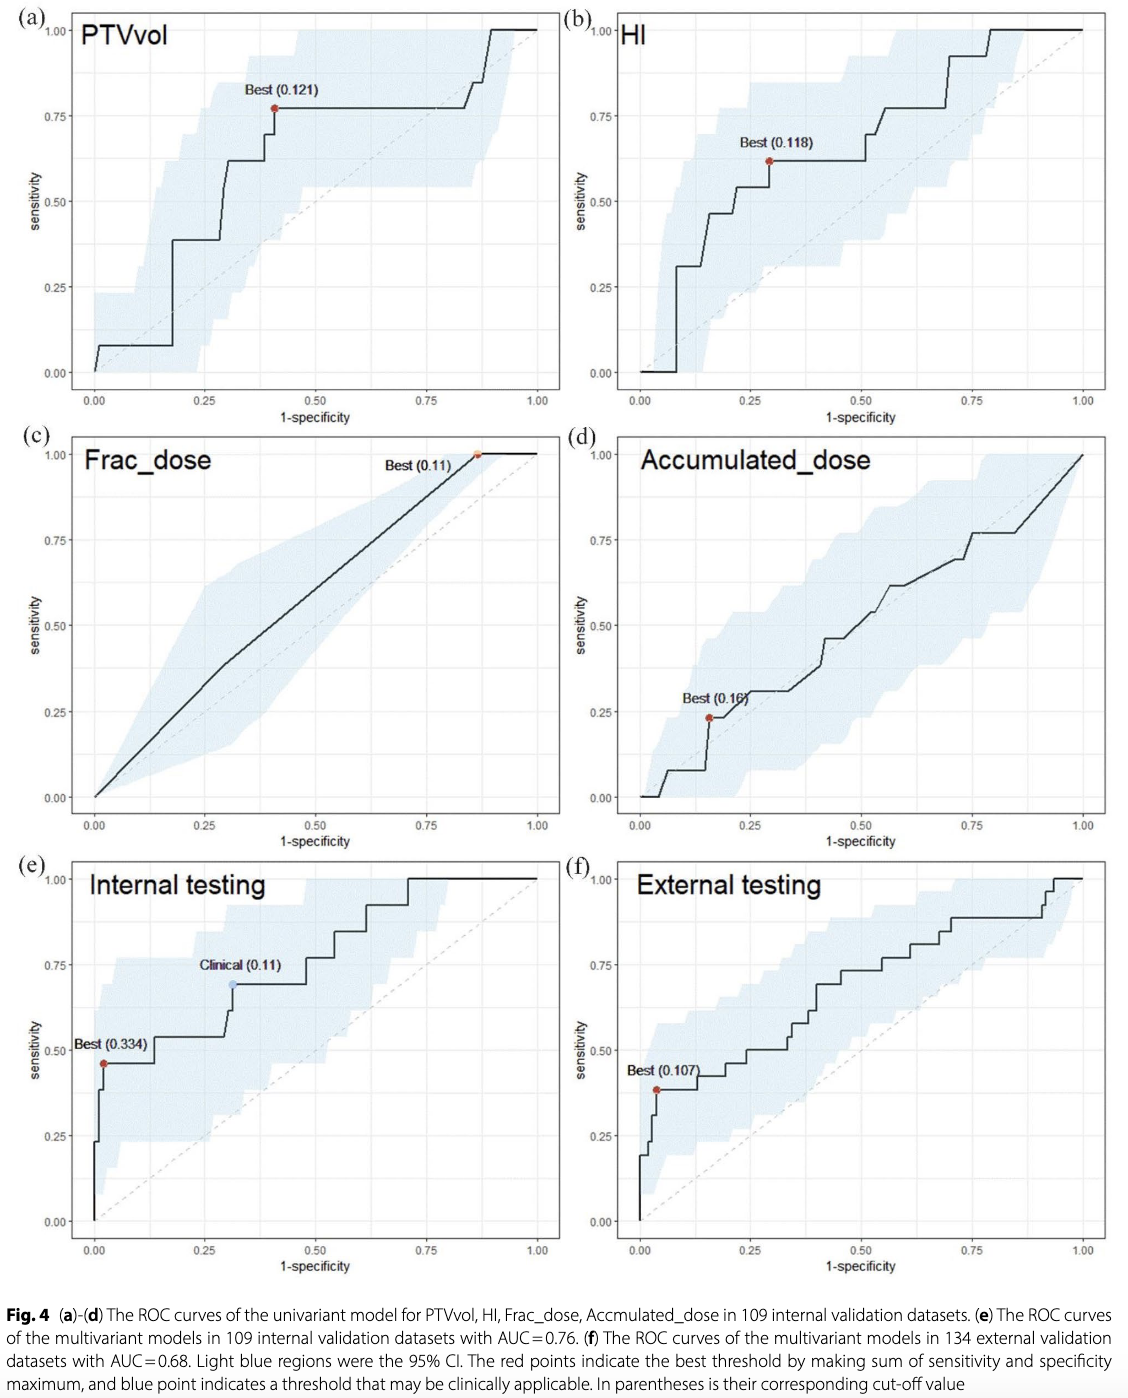 (a)
PTVvol
1.00
0.75
0.50
0.25
0.00
sensitivity
Best (0.121)
0.00 0.25 0.50 0.75 1.00
1-specificity
(b)
HI
1.00
0.75
0.50
0.25
0.00
sensitivity
Best (0.118)
0.00 0.25 0.50 0.75 1.00
1-specificity
(c)
Frac_dose
1.00
0.75
0.50
0.25
0.00
sensitivity
Best (0.11)
0.00 0.25 0.50 0.75 1.00
1-specificity
(d)
Accumulated_dose
1.00
0.75
0.50
0.25
0.00
sensitivity
Best (0.16)
0.00 0.25 0.50 0.75 1.00
1-specificity
(e)
Internal testing
1.00
0.75
0.50
0.25
0.00
sensitivity
Clinical (0.11)
Best (0.334)
0.00 0.25 0.50 0.75 1.00
1-specificity
(f)
External testing
1.00
0.75
0.50
0.25
0.00
sensitivity
Best (0.107)
0.00 0.25 0.50 0.75 1.00
1-specificity
Fig. 4 (a)-(d) The ROC curves of the univariant model for PTVvol, HI, Frac_dose, Accmulated_dose in 109 internal validation datasets. (e) The ROC curves
of the multivariant models in 109 internal validation datasets with AUC = 0.76. (f) The ROC curves of the multivariant models in 134 external validation
datasets with AUC = 0.68. Light blue regions were the 95% CI. The red points indicate the best threshold by making sum of sensitivity and specificity
maximum, and blue point indicates a threshold that may be clinically applicable. In parentheses is their corresponding cut-off value